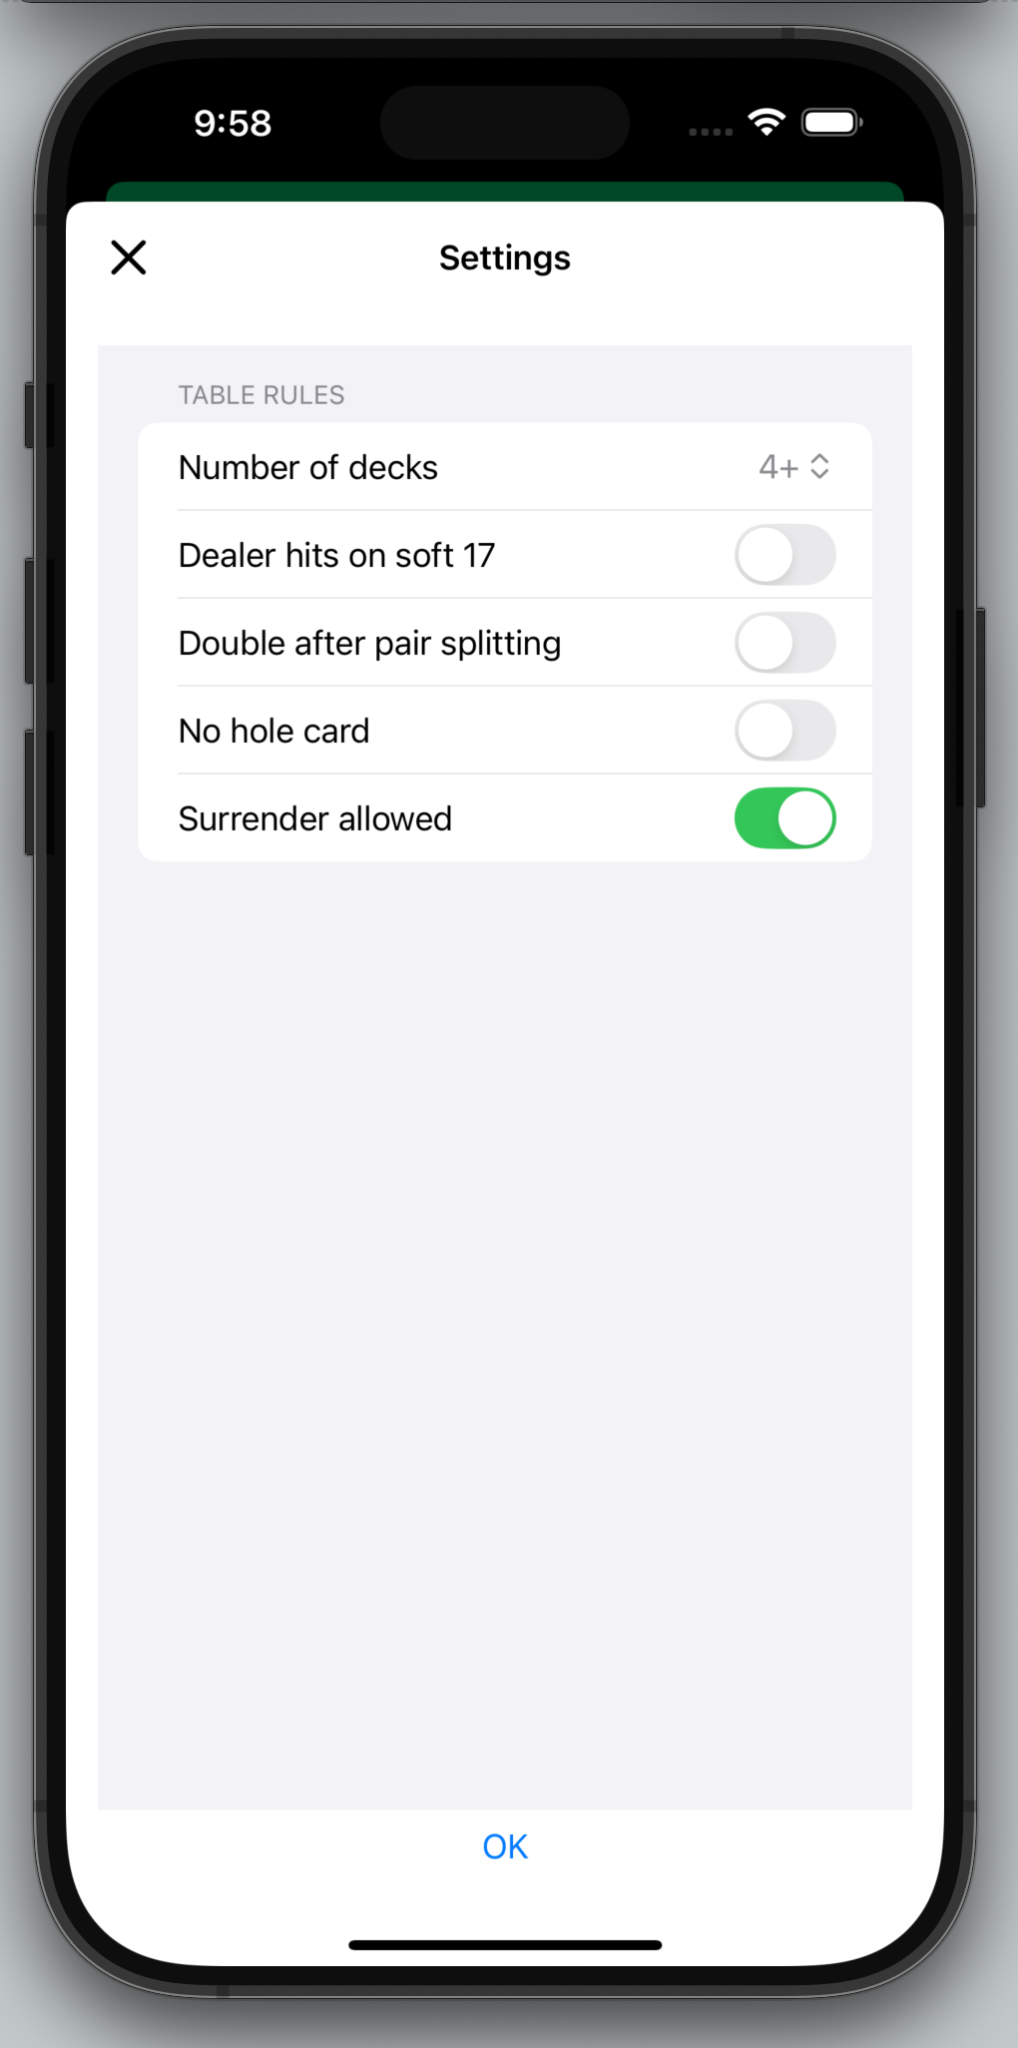 9:58
Settings
TABLE RULES
Number of decks 4+
Dealer hits on soft 17
Double after pair splitting
No hole card
Surrender allowed
OK